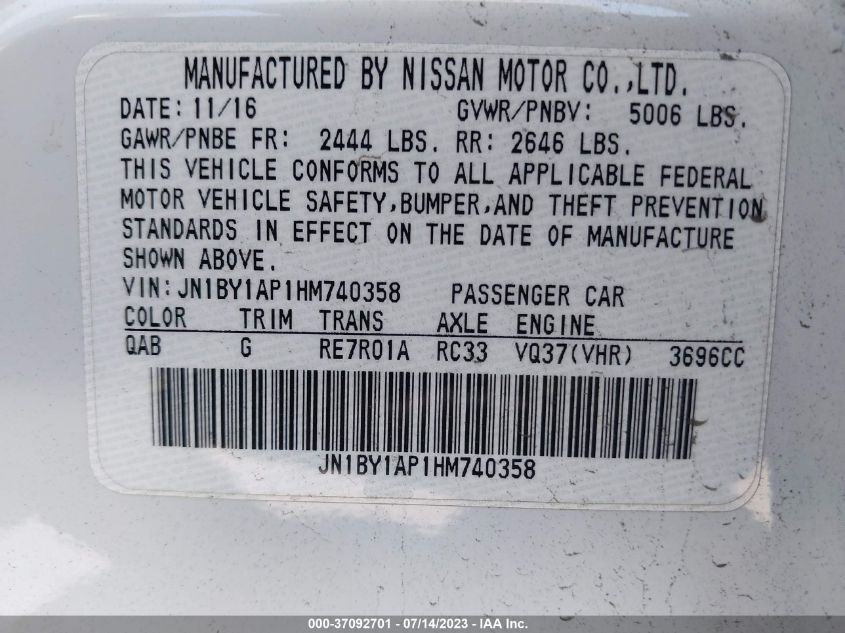 MANUFACTURED BY NISSAN MOTOR CO.,LTD.
DATE: 11/16 GVWR/PNBV: 5006 LBS.
GAWR/PNBE FR: 2444 LBS. RR: 2646 LBS.
THIS VEHICLE CONFORMS TO ALL APPLICABLE FEDERAL
MOTOR VEHICLE SAFETY,BUMPER,AND THEFT PREVENTION
STANDARDS IN EFFECT ON THE DATE OF MANUFACTURE
SHOWN ABOVE.
VIN: JN1BY1AP1HM740358 PASSENGER CAR
COLOR TRIM TRANS AXLE ENGINE
QAB G RE7R01A RC33 VQ37(VHR) 3696CC
JN1BY1AP1HM740358
000-37092701 - 07/14/2023 - IAA Inc.